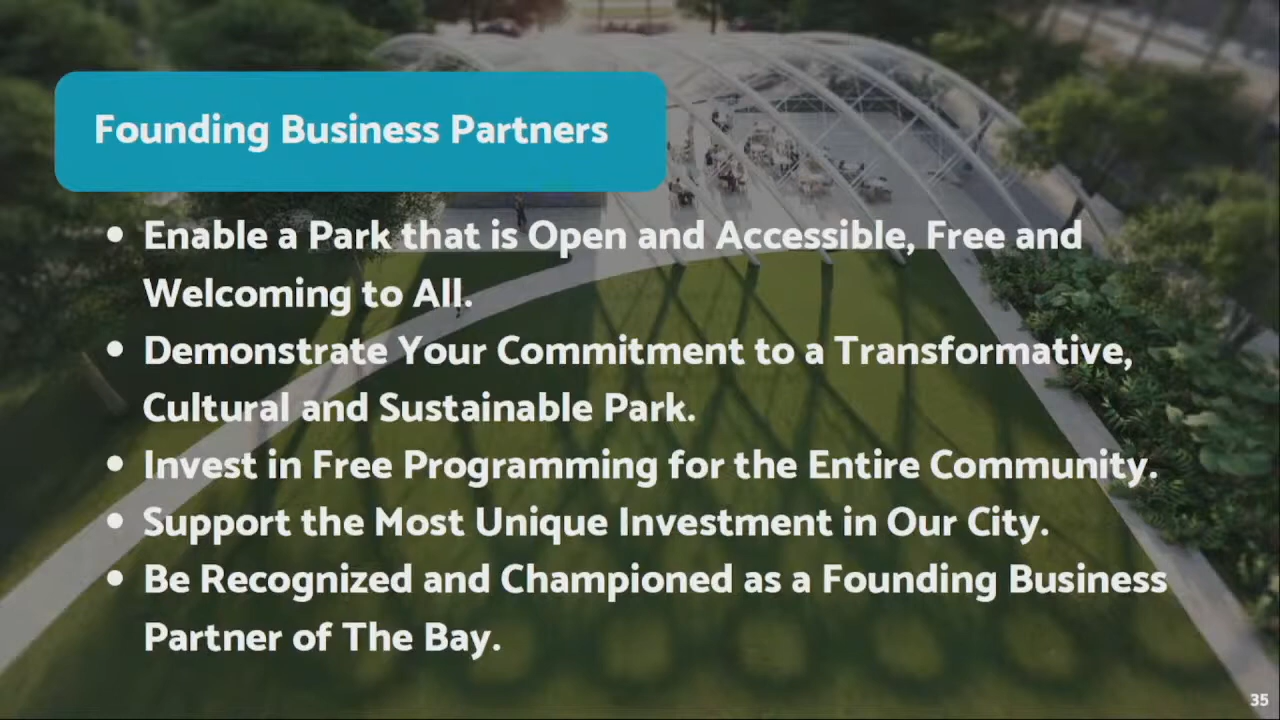 Founding Business Partners
• Enable a Park that is Open and Accessible, Free and
Welcoming to All.
• Demonstrate Your Commitment to a Transformative,
Cultural and Sustainable Park.
• Invest in Free Programming for the Entire Community.
• Support the Most Unique Investment in Our City.
• Be Recognized and Championed as a Founding Business
Partner of The Bay.
35